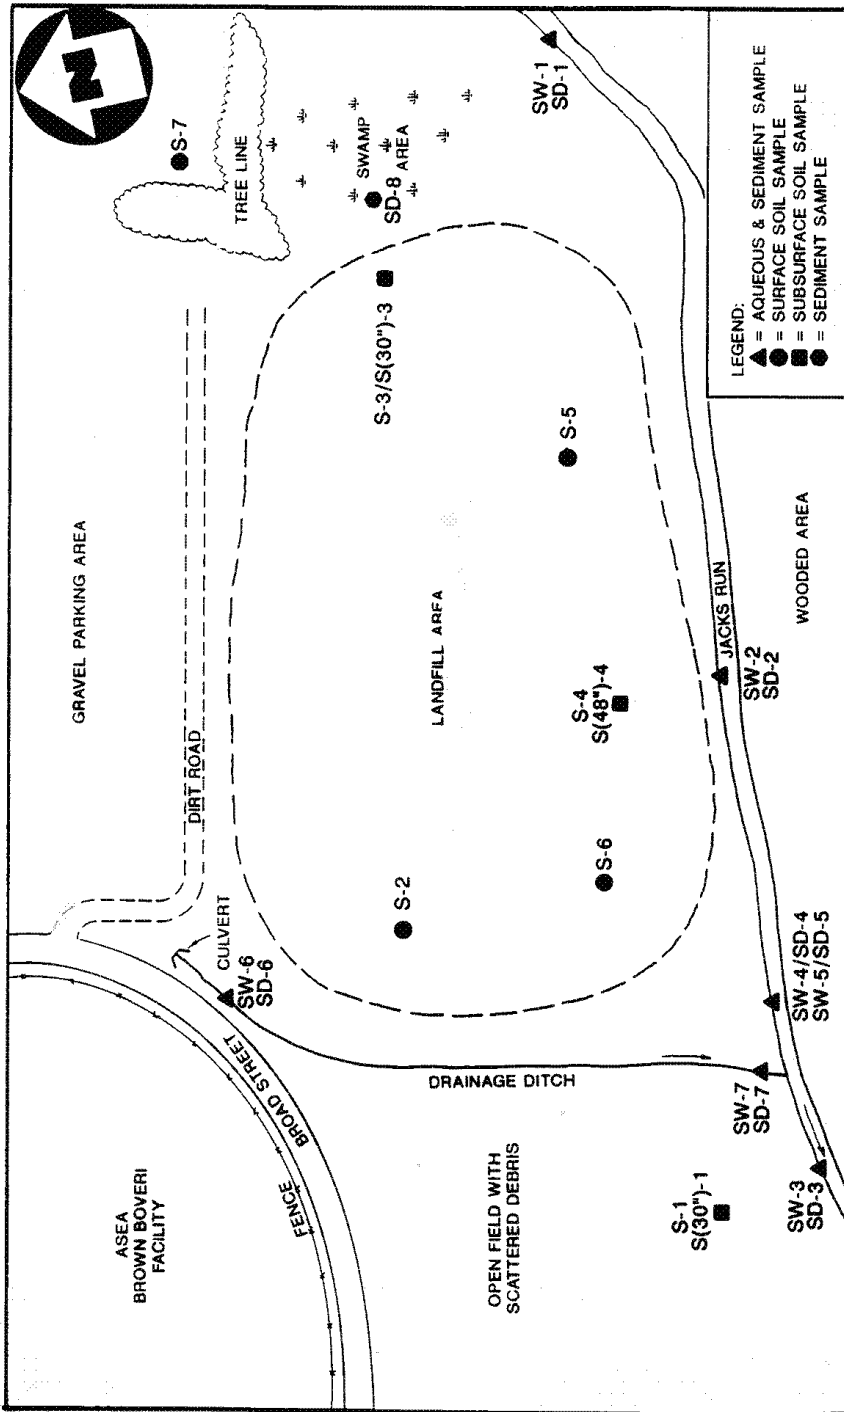 N
S-7
TREE LINE
SWAMP
AREA
SD-8
SW-1
SD-1
GRAVEL PARKING AREA
DIRT ROAD
S-3/S(30")-3
S-5
LANDFILL AREA
S-4
S(48")-4
S-2
S-6
CULVERT
SW-6
SD-6
BROAD STREET
FENCE
ASEA
BROWN BOVERI
FACILITY
DRAINAGE DITCH
OPEN FIELD WITH
SCATTERED DEBRIS
S-1
S(30")-1
SW-3
SD-3
SW-7
SD-7
SW-4/SD-4
SW-5/SD-5
JACKS RUN
SW-2
SD-2
WOODED AREA
LEGEND:
= AQUEOUS & SEDIMENT SAMPLE
= SURFACE SOIL SAMPLE
= SUBSURFACE SOIL SAMPLE
= SEDIMENT SAMPLE